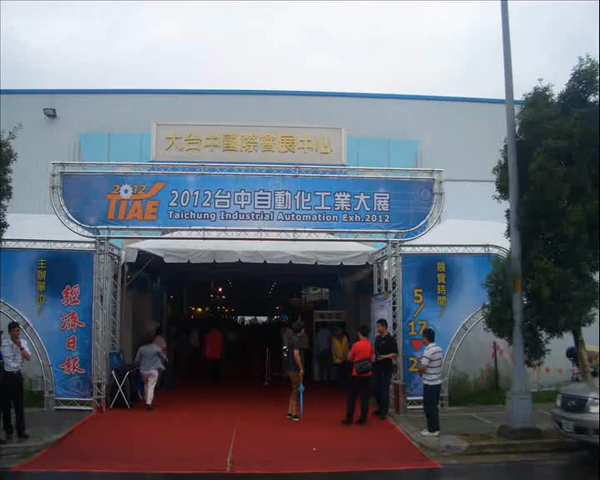 大台中國際會展中心
2012
TIAE
2012台中自動化工業大展
Taichung Industrial Automation Exh.2012
主辦單位:
經濟日報
展覽時間:
5/17